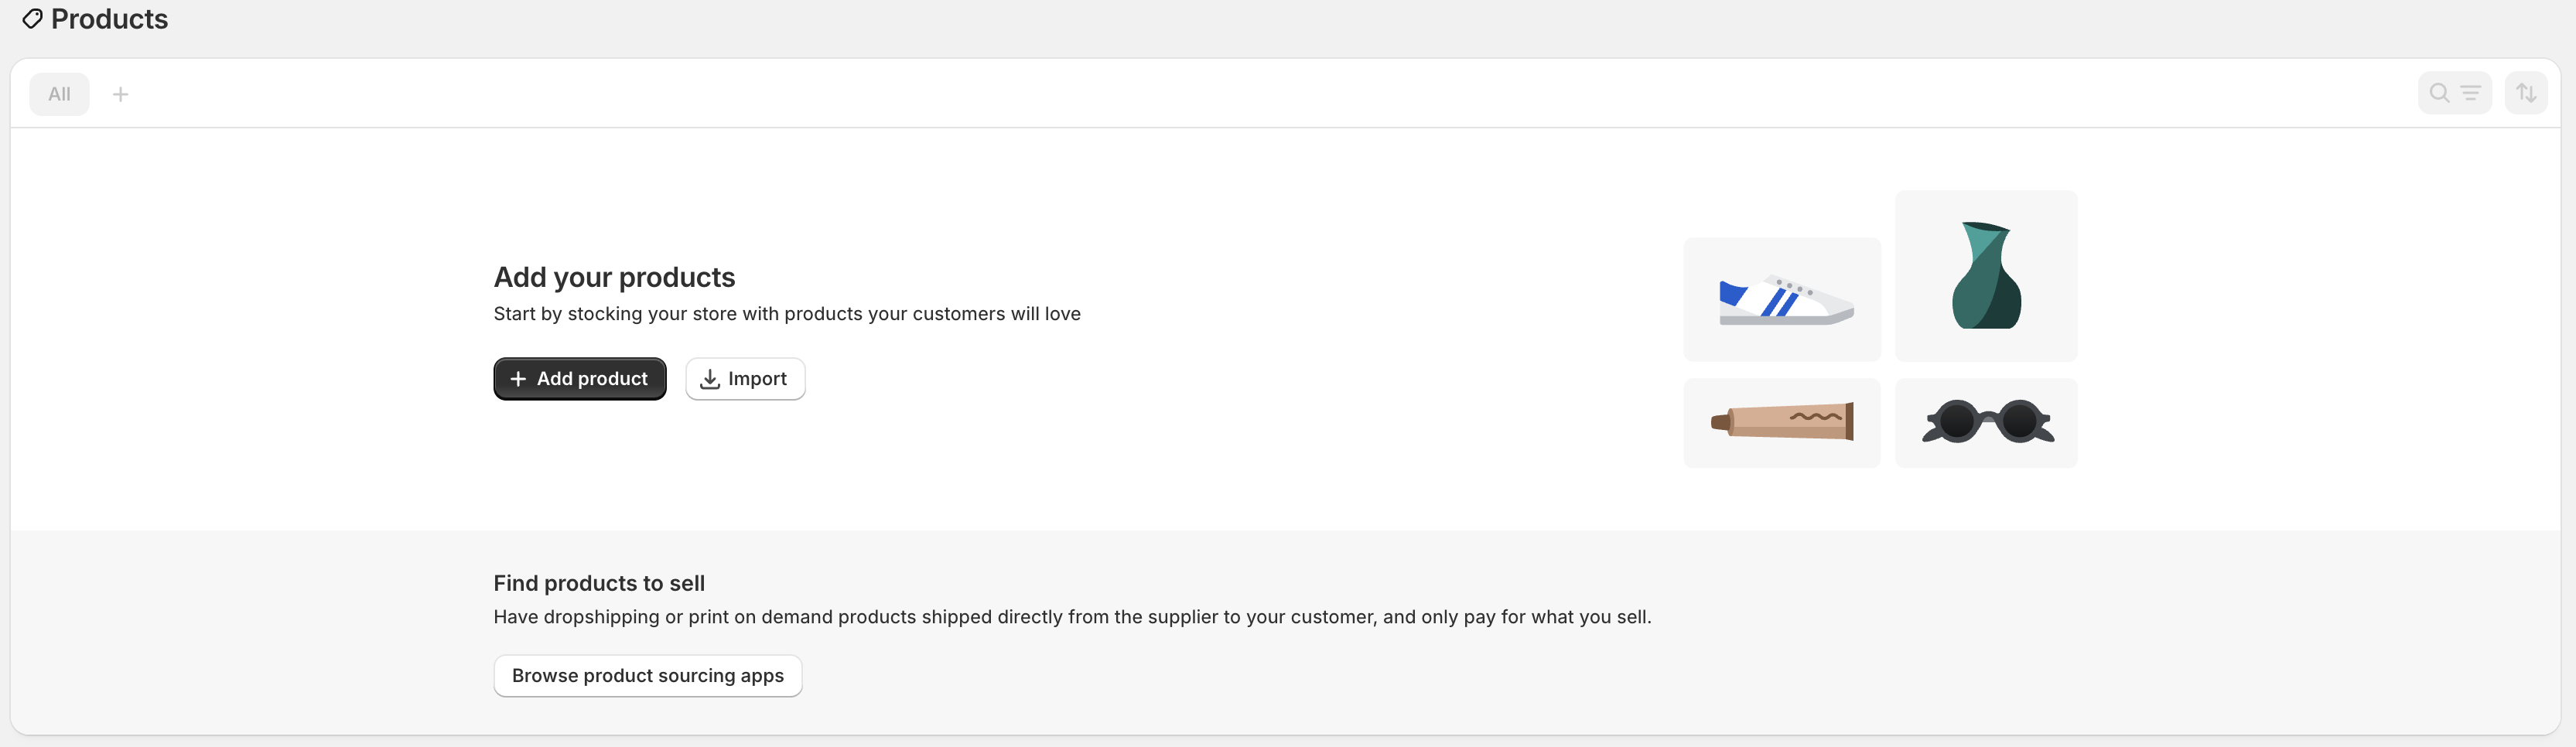 Products
All
Add your products
Start by stocking your store with products your customers will love
Add product
Import
Find products to sell
Have dropshipping or print on demand products shipped directly from the supplier to your customer, and only pay for what you sell.
Browse product sourcing apps